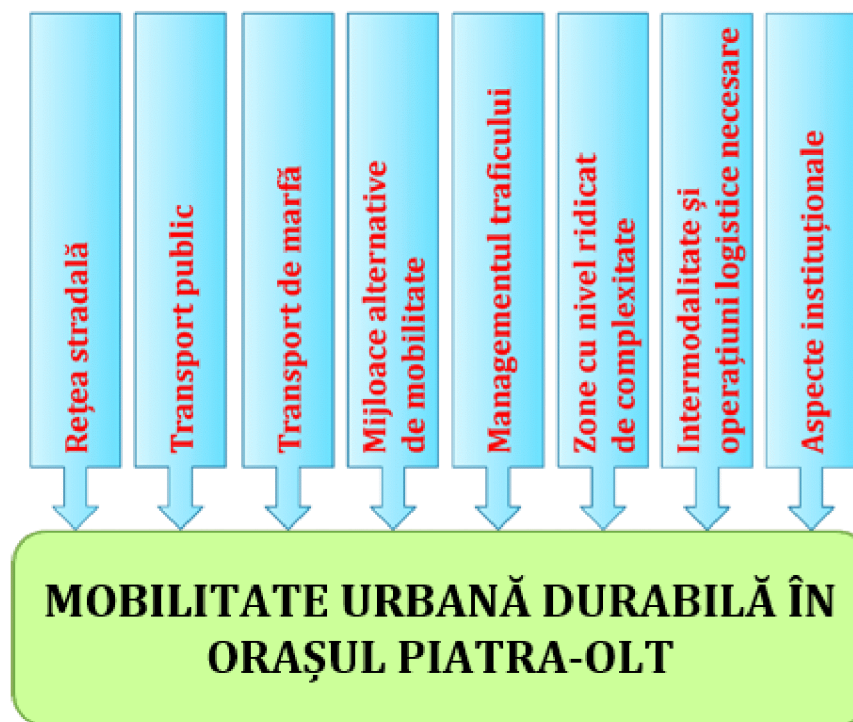 Rețea stradală
Transport public
Transport de marfă
Mijloace alternative
de mobilitate
Managementul traficului
Zone cu nivel ridicat
de complexitate
Intermodalitate și
operațiuni logistice necesare
Aspecte instituționale
MOBILITATE URBANĂ DURABILĂ ÎN
ORAȘUL PIATRA-OLT